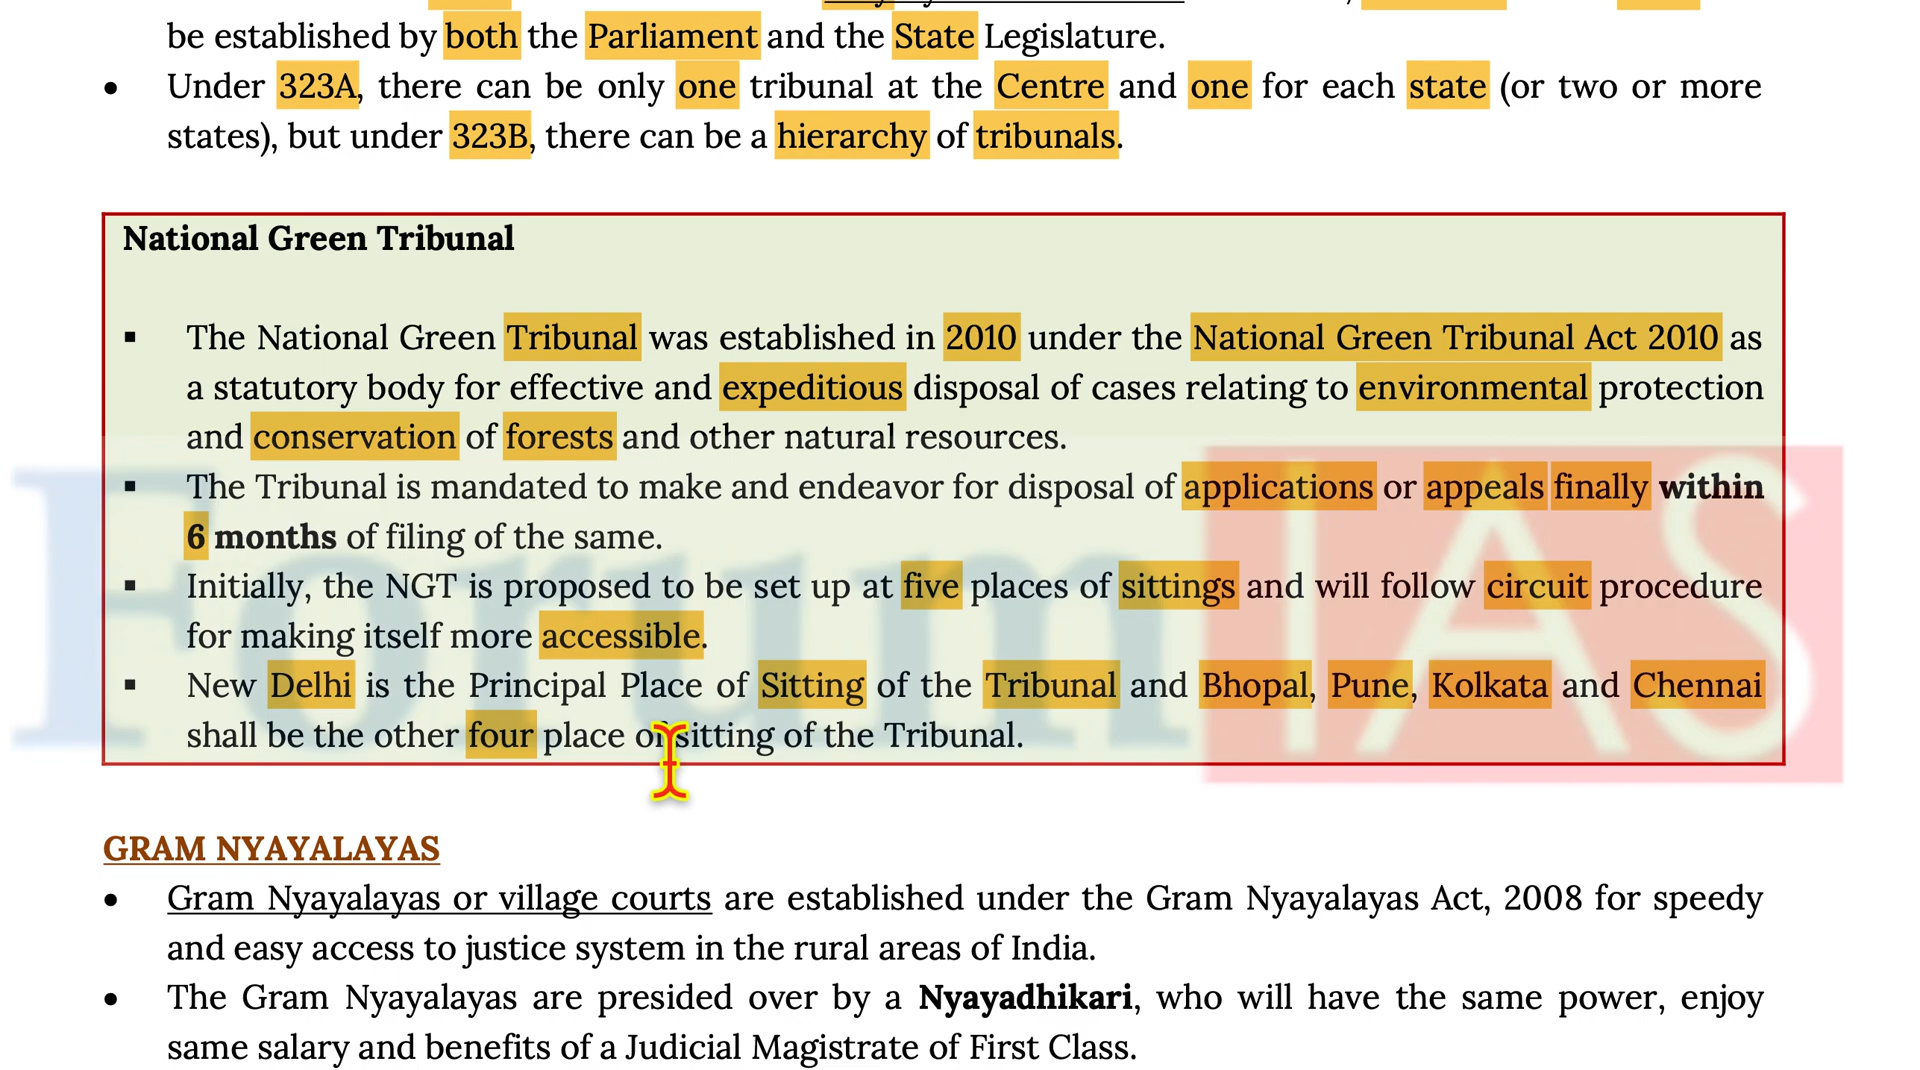 be established by both the Parliament and the State Legislature.
• Under 323A, there can be only one tribunal at the Centre and one for each state (or two or more
states), but under 323B, there can be a hierarchy of tribunals.
National Green Tribunal
▪ The National Green Tribunal was established in 2010 under the National Green Tribunal Act 2010 as
a statutory body for effective and expeditious disposal of cases relating to environmental protection
and conservation of forests and other natural resources.
▪ The Tribunal is mandated to make and endeavor for disposal of applications or appeals finally within
6 months of filing of the same.
▪ Initially, the NGT is proposed to be set up at five places of sittings and will follow circuit procedure
for making itself more accessible.
▪ New Delhi is the Principal Place of Sitting of the Tribunal and Bhopal, Pune, Kolkata and Chennai
shall be the other four place of sitting of the Tribunal.
Forum IAS
GRAM NYAYALAYAS
• Gram Nyayalayas or village courts are established under the Gram Nyayalayas Act, 2008 for speedy
and easy access to justice system in the rural areas of India.
• The Gram Nyayalayas are presided over by a Nyayadhikari, who will have the same power, enjoy
same salary and benefits of a Judicial Magistrate of First Class.